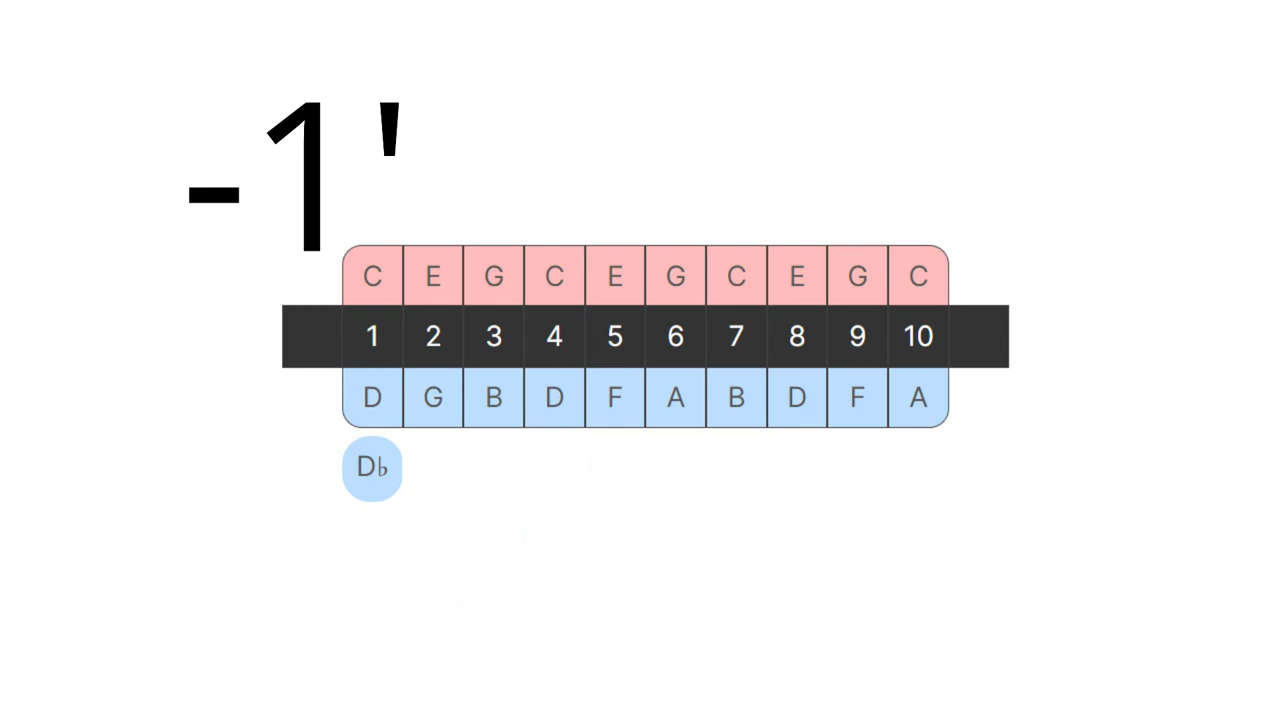 -1'
C E G C E G C E G C
1 2 3 4 5 6 7 8 9 10
D G B D F A B D F A
D♭